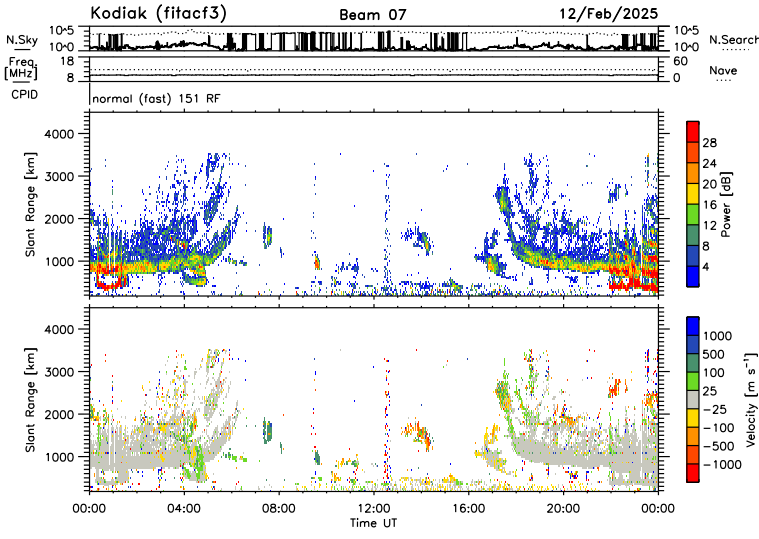 Kodiak (fitacf3) Beam 07 12/Feb/2025
N.Sky 10^5 10^0 10^5 10^0 N.Search
Freq. [MHz] 18 8 60 0 Nave
CPID normal (fast) 151 RF
Slant Range [km] 4000 3000 2000 1000
Power [dB] 28 24 20 16 12 8 4
Slant Range [km] 4000 3000 2000 1000
Velocity [m s⁻¹] 1000 500 100 25 −25 −100 −500 −1000
00:00 04:00 08:00 12:00 16:00 20:00 00:00
Time UT